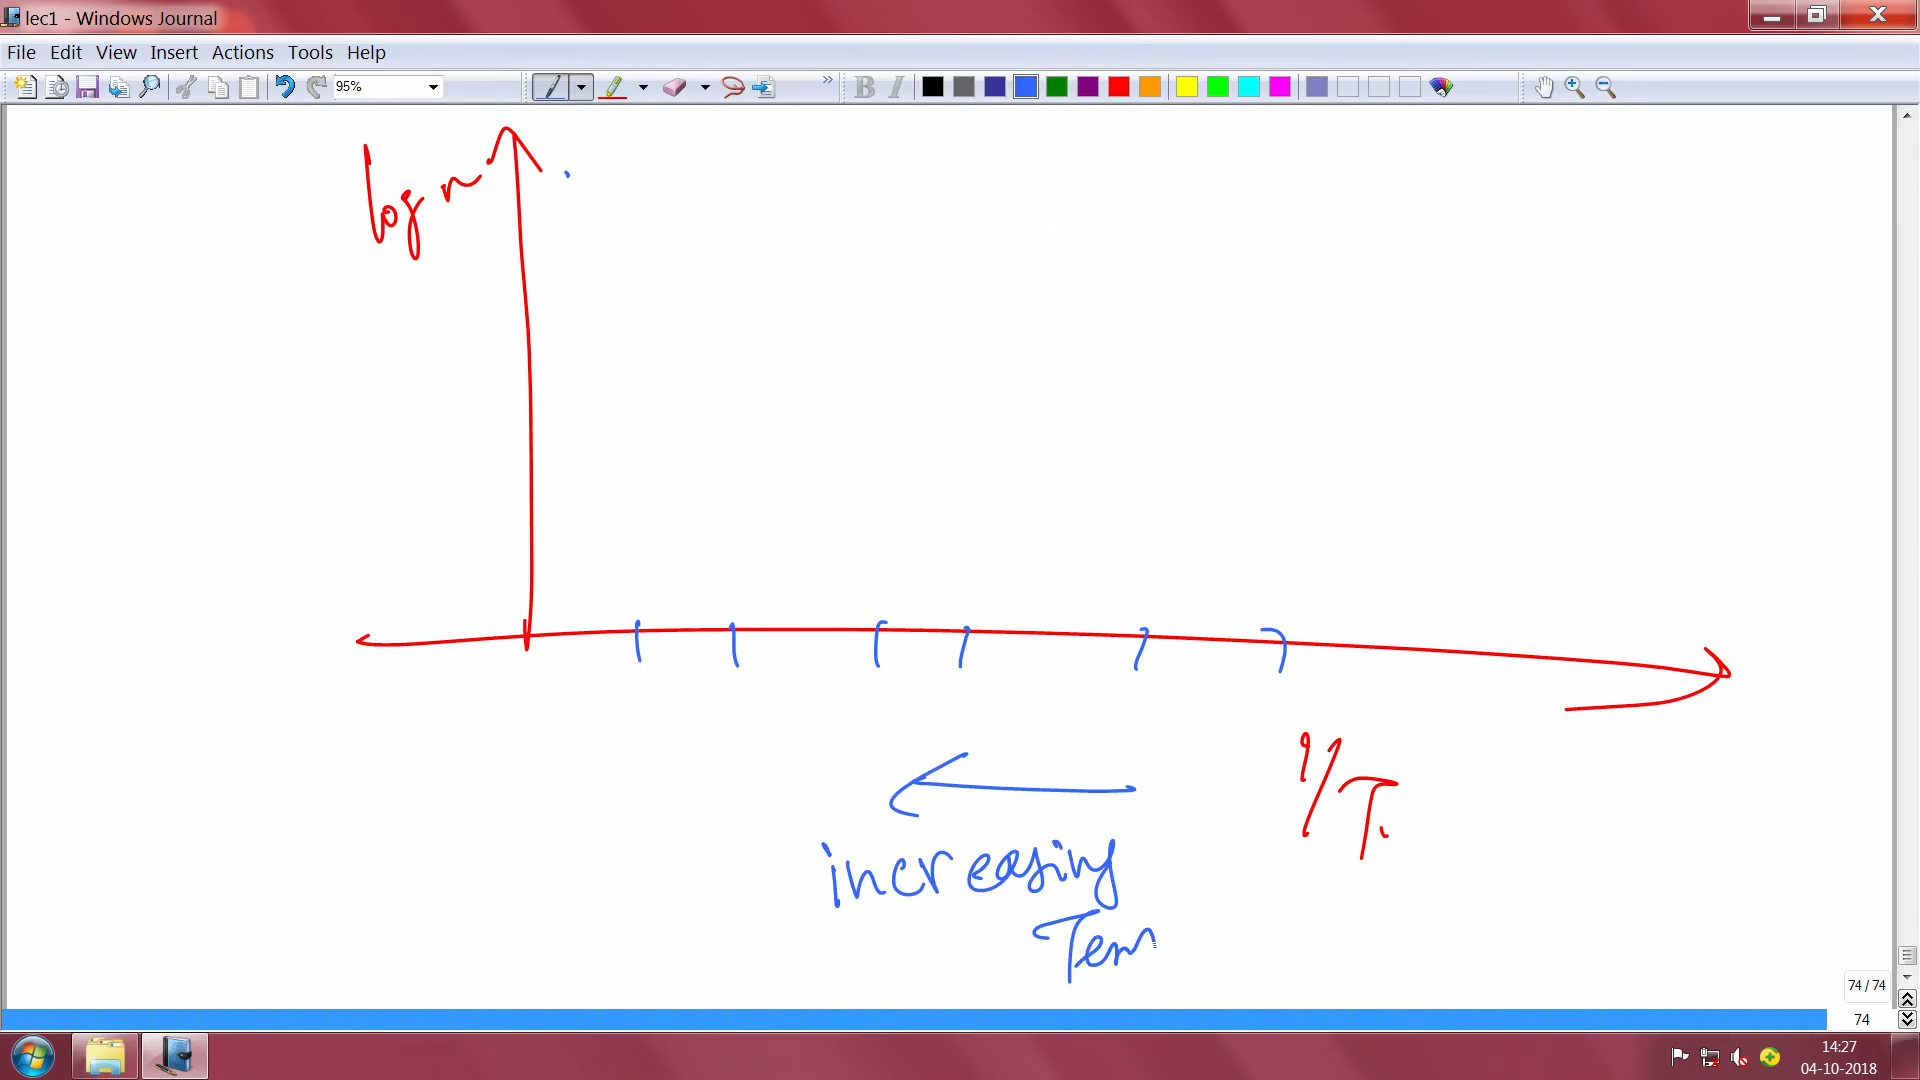 lec1 - Windows Journal
File Edit View Insert Actions Tools Help
95%
B I
log n
1/T
increasing
Tem
74 / 74
74
14:27
04-10-2018